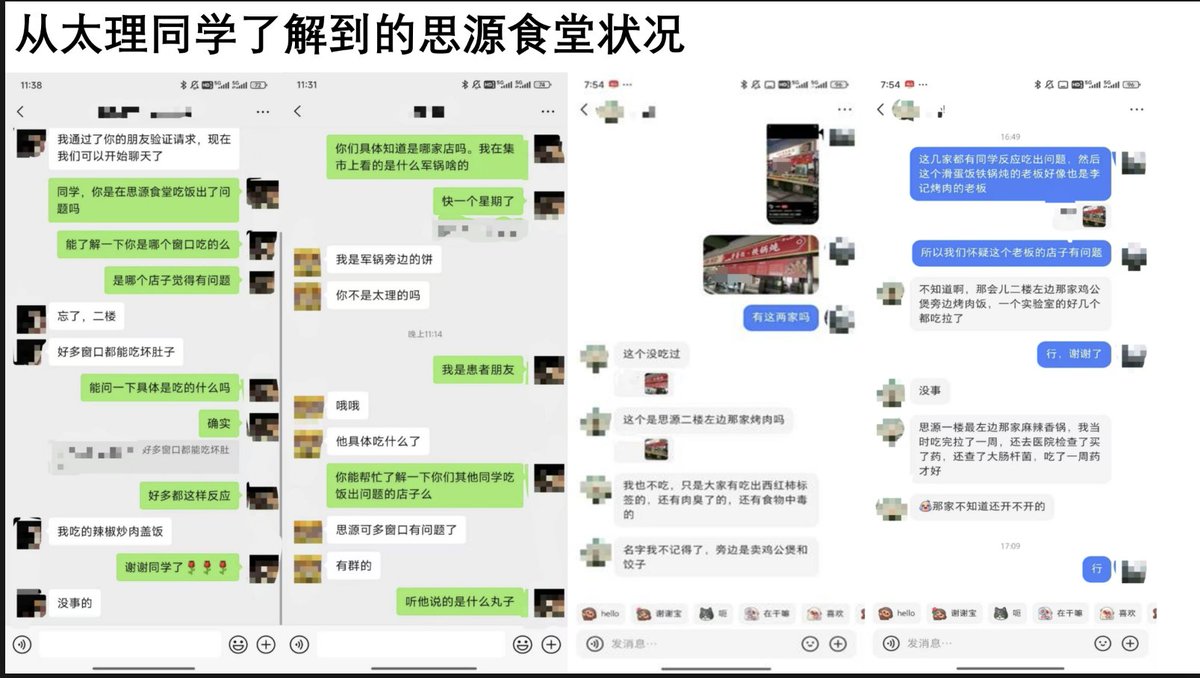 从太理同学了解到的思源食堂状况
11:38
72
我通过了你的朋友验证请求，现在
我们可以开始聊天了
同学，你是在思源食堂吃饭出了问
题吗
能了解一下你是哪个窗口吃的么
是哪个店子觉得有问题
忘了，二楼
好多窗口都能吃坏肚子
能问一下具体是吃的什么吗
确实
好多窗口都能吃坏肚
好多都这样反应
我吃的辣椒炒肉盖饭
谢谢同学了🌹🌹🌹
没事的
11:31
74
你们具体知道是哪家店吗。我在集
市上看的是什么军锅啥的
快一个星期了
我是军锅旁边的饼
你不是太理的吗
晚上11:14
我是患者朋友
哦哦
他具体吃什么了
你能帮忙了解一下你们其他同学吃
饭出问题的店子么
思源可多窗口有问题了
有群的
听他说的是什么丸子
7:54
96
有这两家吗
这个没吃过
这个是思源二楼左边那家烤肉吗
我也不吃，只是大家有吃出西红柿标
签的，还有肉臭了的，还有食物中毒
的
名字我不记得了，旁边是卖鸡公煲和
饺子
hello
谢谢宝
呃
在干嘛
喜欢
发消息…
7:54
96
16:49
这几家都有同学反应吃出问题，然后
这个滑蛋饭铁锅炖的老板好像也是李
记烤肉的老板
所以我们怀疑这个老板的店子有问题
不知道啊，那会儿二楼左边那家鸡公
煲旁边烤肉饭，一个实验室的好几个
都吃拉了
行，谢谢了
没事
思源一楼最左边那家麻辣香锅，我当
时吃完拉了一周，还去医院检查了买
了药，还查了大肠杆菌，吃了一周药
才好
🤡那家不知道还开不开的
17:09
行
hello
谢谢宝
呃
在干嘛
喜欢
发消息…